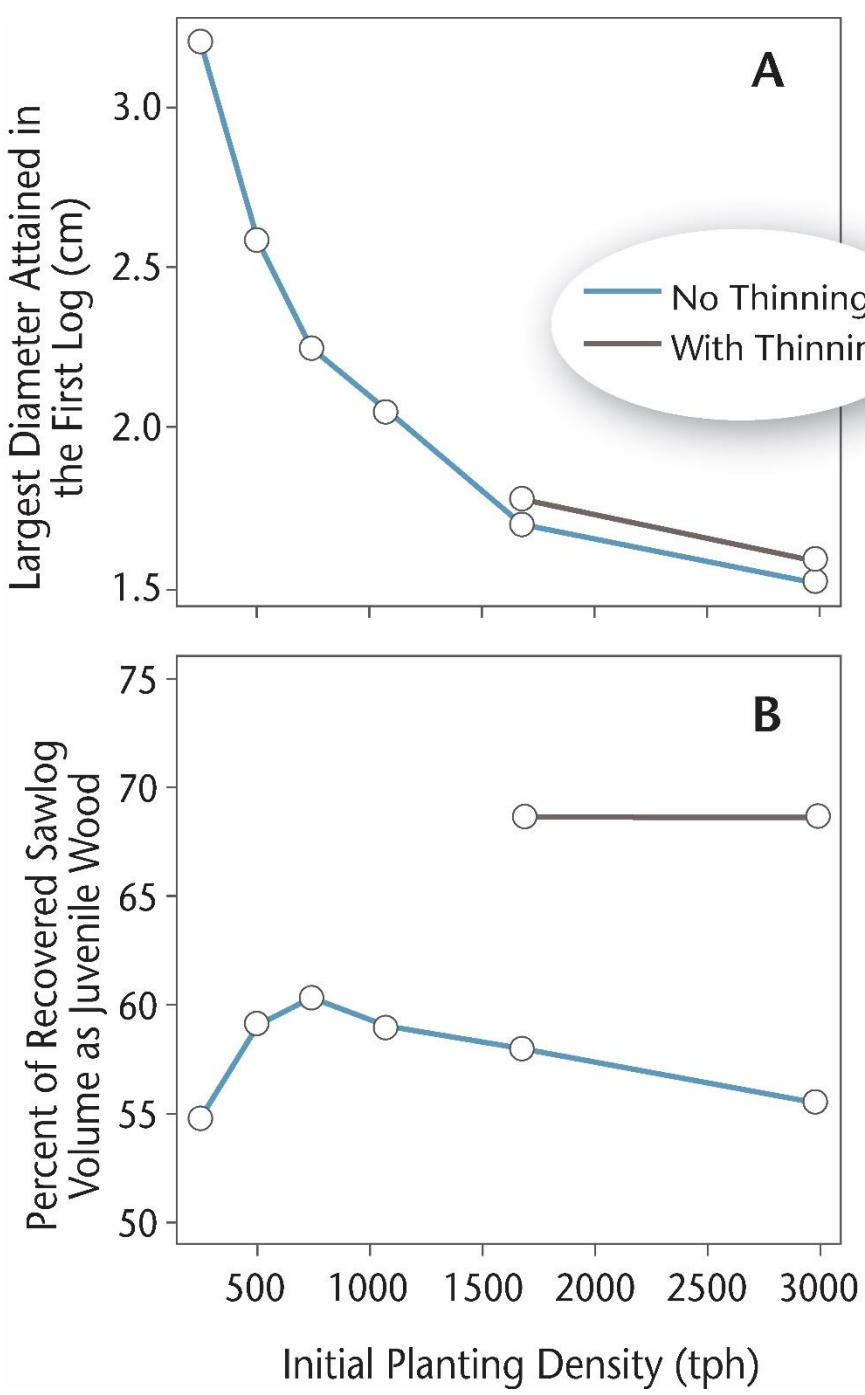 A
Largest Diameter Attained in
the First Log (cm)
3.0
2.5
2.0
1.5
No Thinning
With Thinnin
B
Percent of Recovered Sawlog
Volume as Juvenile Wood
75
70
65
60
55
50
500 1000 1500 2000 2500 3000
Initial Planting Density (tph)